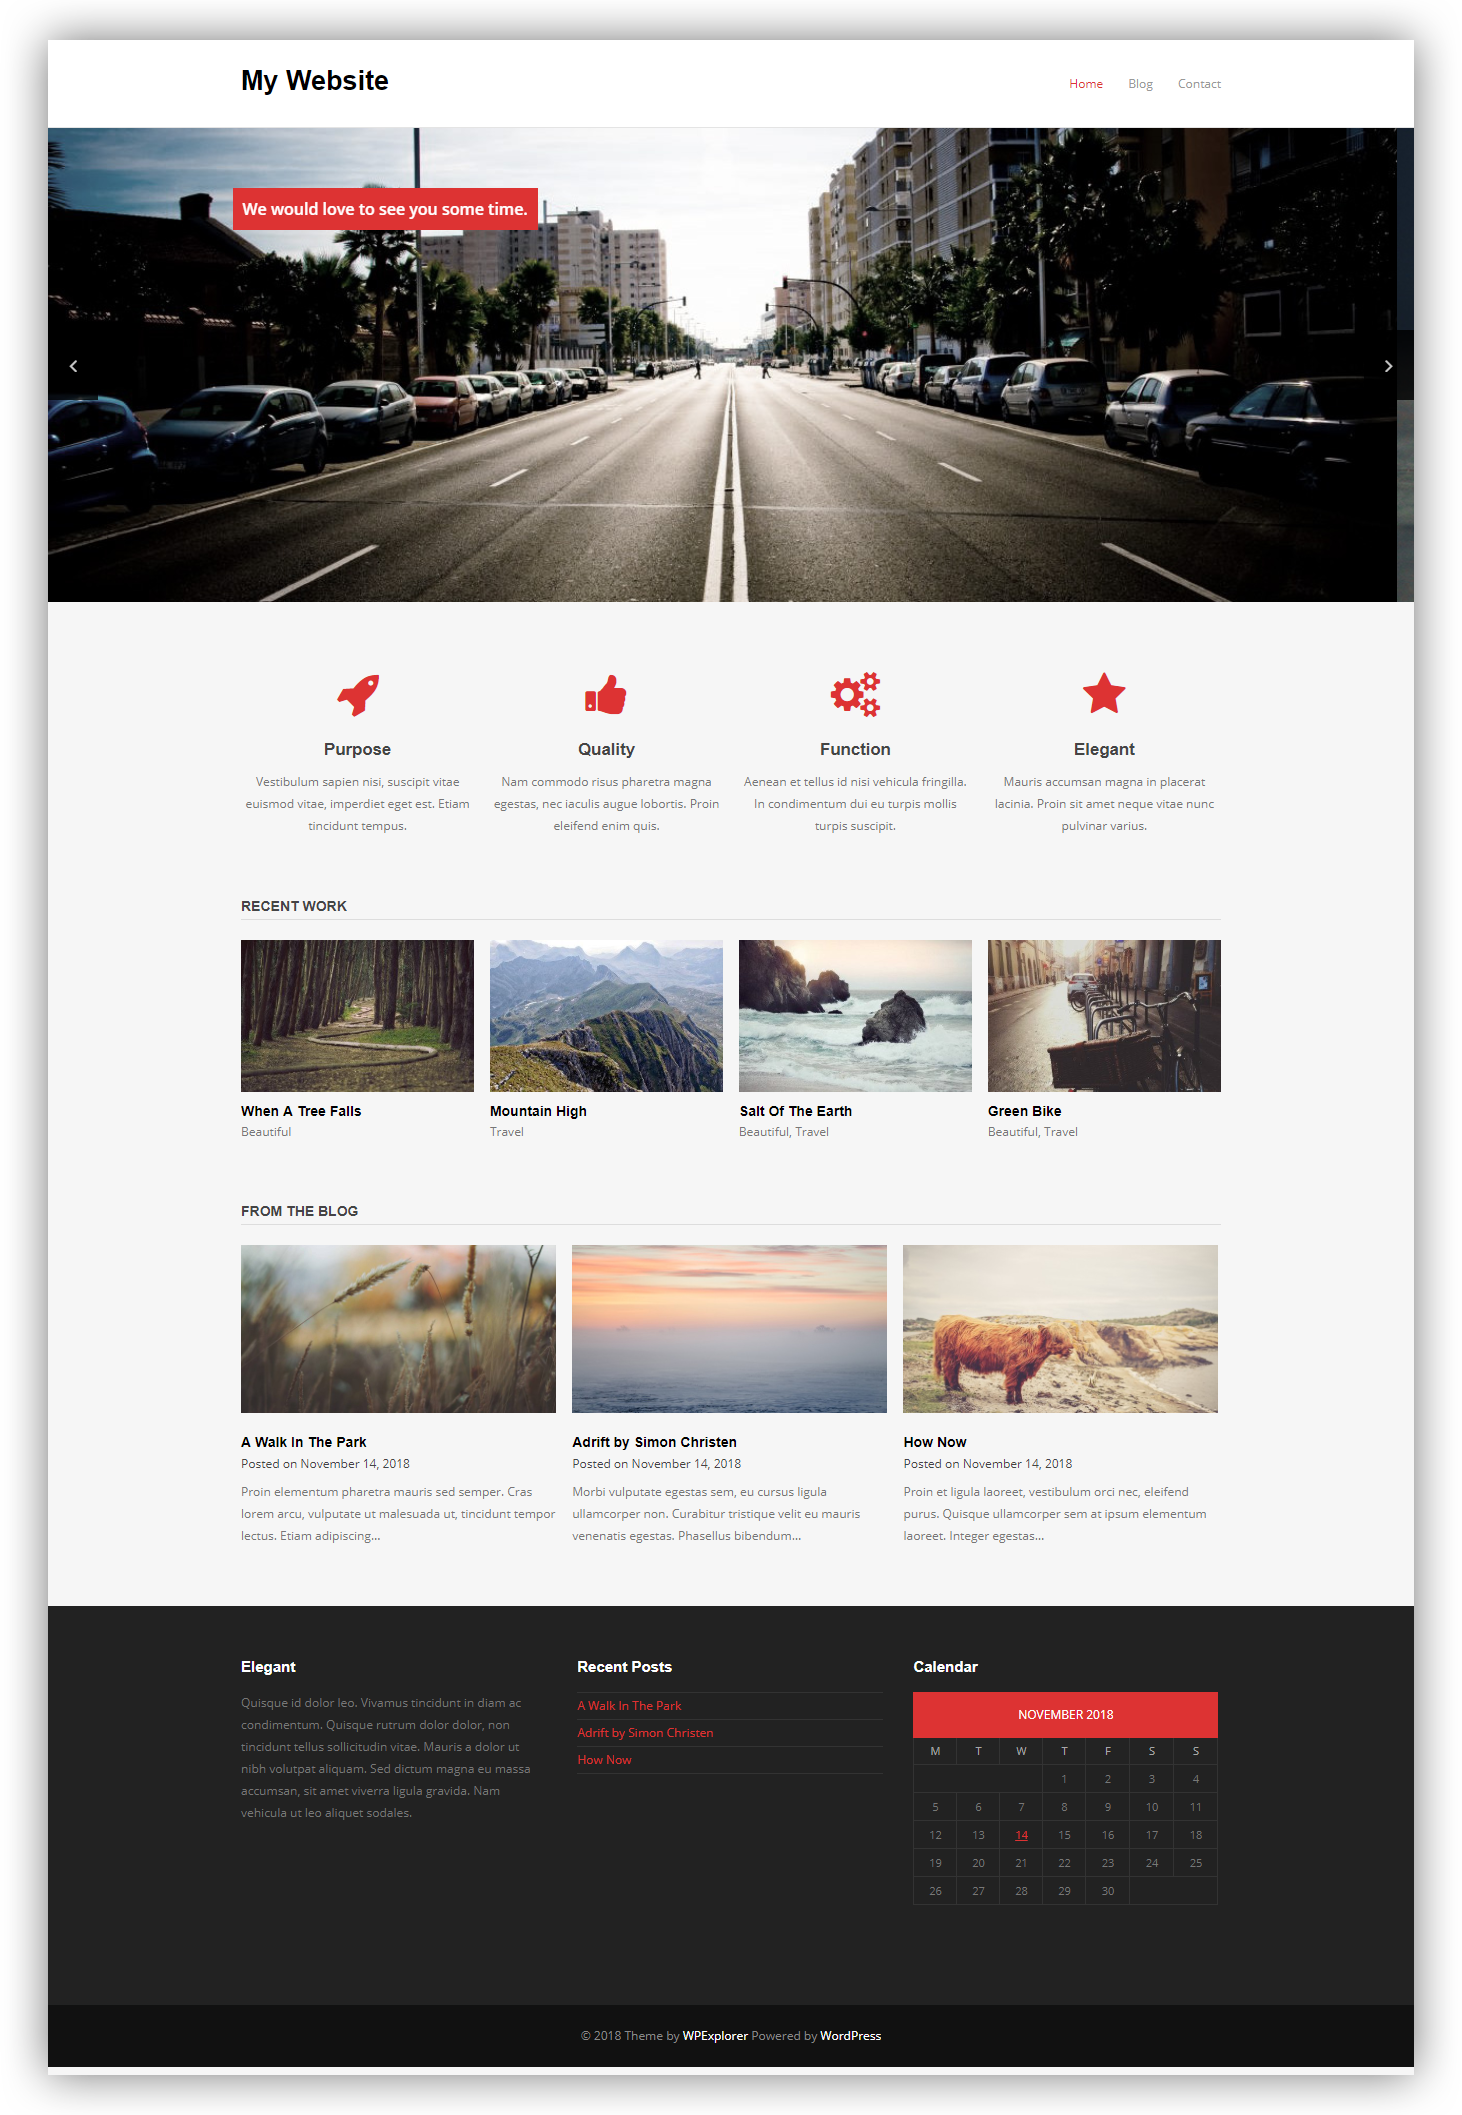 My Website
Home Blog Contact
We would love to see you some time.
Purpose
Vestibulum sapien nisi, suscipit vitae
euismod vitae, imperdiet eget est. Etiam
tincidunt tempus.
Quality
Nam commodo risus pharetra magna
egestas, nec iaculis augue lobortis. Proin
eleifend enim quis.
Function
Aenean et tellus id nisi vehicula fringilla.
In condimentum dui eu turpis mollis
turpis suscipit.
Elegant
Mauris accumsan magna in placerat
lacinia. Proin sit amet neque vitae nunc
pulvinar varius.
RECENT WORK
When A Tree Falls
Beautiful
Mountain High
Travel
Salt Of The Earth
Beautiful, Travel
Green Bike
Beautiful, Travel
FROM THE BLOG
A Walk In The Park
Posted on November 14, 2018
Proin elementum pharetra mauris sed semper. Cras
lorem arcu, vulputate ut malesuada ut, tincidunt tempor
lectus. Etiam adipiscing...
Adrift by Simon Christen
Posted on November 14, 2018
Morbi vulputate egestas sem, eu cursus ligula
ullamcorper non. Curabitur tristique velit eu mauris
venenatis egestas. Phasellus bibendum...
How Now
Posted on November 14, 2018
Proin et ligula laoreet, vestibulum orci nec, eleifend
purus. Quisque ullamcorper sem at ipsum elementum
laoreet. Integer egestas...
Elegant
Quisque id dolor leo. Vivamus tincidunt in diam ac
condimentum. Quisque rutrum dolor dolor, non
tincidunt tellus sollicitudin vitae. Mauris a dolor ut
nibh volutpat aliquam. Sed dictum magna eu massa
accumsan, sit amet viverra ligula gravida. Nam
vehicula ut leo aliquet sodales.
Recent Posts
A Walk In The Park
Adrift by Simon Christen
How Now
Calendar
NOVEMBER 2018
M T W T F S S
1 2 3 4
5 6 7 8 9 10 11
12 13 14 15 16 17 18
19 20 21 22 23 24 25
26 27 28 29 30
© 2018 Theme by WPExplorer Powered by WordPress